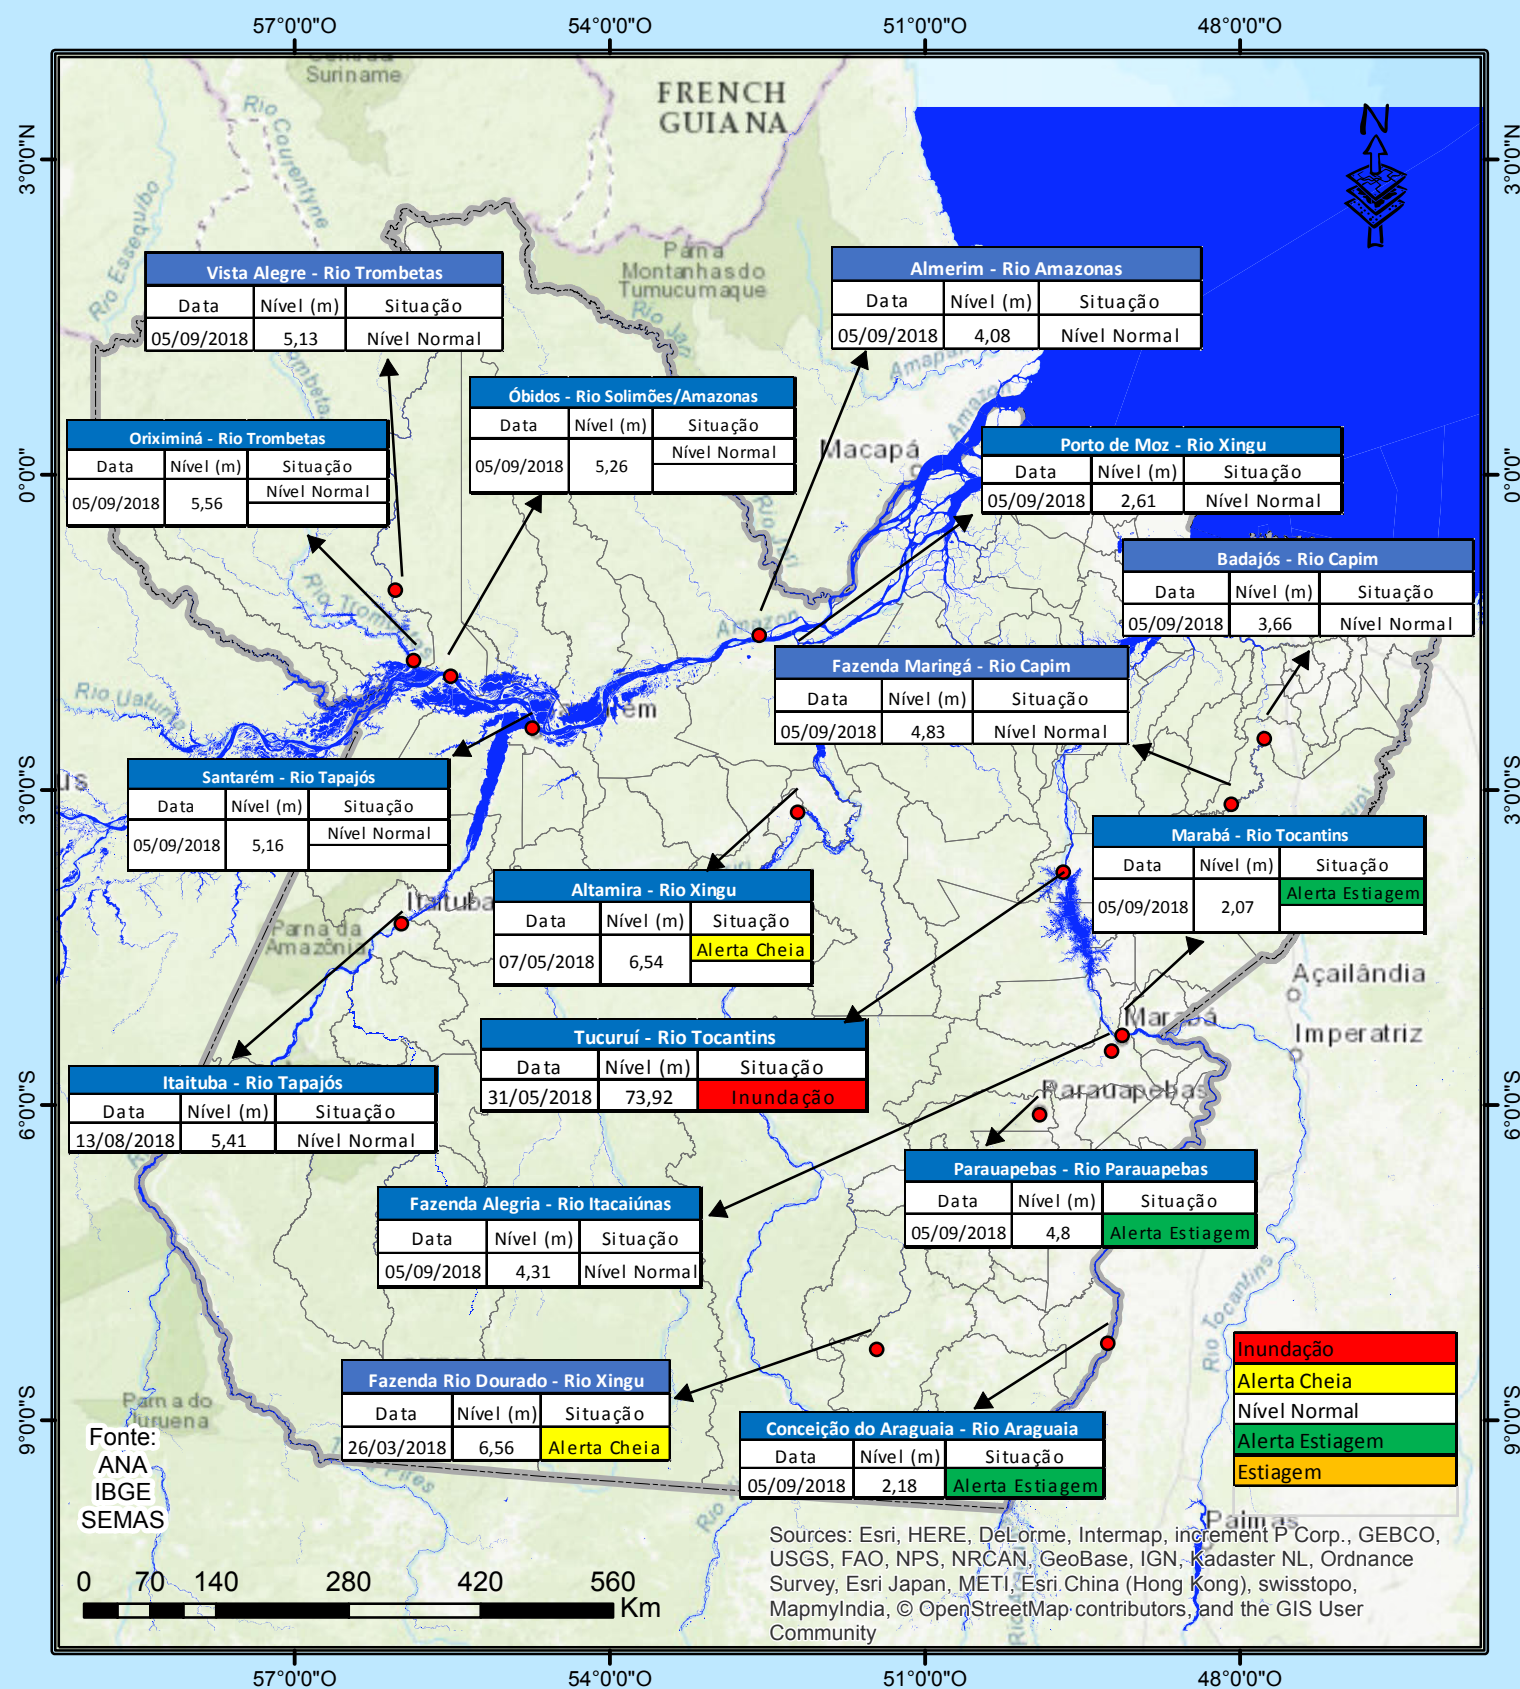 57°0'0"O 54°0'0"O 51°0'0"O 48°0'0"O
3°0'0"N
0°0'0"
3°0'0"S
6°0'0"S
9°0'0"S
3°0'0"N
0°0'0"
3°0'0"S
6°0'0"S
9°0'0"S
Suriname
FRENCH
GUIANA
N
Rio Courentyne
Rio Essequibo
Parna
Montanhas do
Tumucumaque
Rio Jari
Vista Alegre - Rio Trombetas
Data Nível (m) Situação
05/09/2018 5,13 Nível Normal
Almerim - Rio Amazonas
Data Nível (m) Situação
05/09/2018 4,08 Nível Normal
Óbidos - Rio Solimões/Amazonas
Data Nível (m) Situação
05/09/2018 5,26 Nível Normal
Oriximiná - Rio Trombetas
Data Nível (m) Situação
05/09/2018 5,56 Nível Normal
Macapá
Amazon
Porto de Moz - Rio Xingu
Data Nível (m) Situação
05/09/2018 2,61 Nível Normal
Rio Jari
Badajós - Rio Capim
Data Nível (m) Situação
05/09/2018 3,66 Nível Normal
Rio Trombetas
Amazon
Fazenda Maringá - Rio Capim
Data Nível (m) Situação
05/09/2018 4,83 Nível Normal
Rio Uatuma
Santarém - Rio Tapajós
Data Nível (m) Situação
05/09/2018 5,16 Nível Normal
Marabá - Rio Tocantins
Data Nível (m) Situação
05/09/2018 2,07 Alerta Estiagem
Altamira - Rio Xingu
Data Nível (m) Situação
07/05/2018 6,54 Alerta Cheia
Itaituba
Parna da
Amazônia
Açailândia
Marabá
Imperatriz
Tucuruí - Rio Tocantins
Data Nível (m) Situação
31/05/2018 73,92 Inundação
Itaituba - Rio Tapajós
Data Nível (m) Situação
13/08/2018 5,41 Nível Normal
Parauapebas
Parauapebas - Rio Parauapebas
Data Nível (m) Situação
05/09/2018 4,8 Alerta Estiagem
Fazenda Alegria - Rio Itacaiúnas
Data Nível (m) Situação
05/09/2018 4,31 Nível Normal
Rio Tocantins
Fazenda Rio Dourado - Rio Xingu
Data Nível (m) Situação
26/03/2018 6,56 Alerta Cheia
Conceição do Araguaia - Rio Araguaia
Data Nível (m) Situação
05/09/2018 2,18 Alerta Estiagem
Inundação
Alerta Cheia
Nível Normal
Alerta Estiagem
Estiagem
Parna do
Juruena
Fonte:
ANA
IBGE
SEMAS
Palmas
0 70 140 280 420 560
Km
Sources: Esri, HERE, DeLorme, Intermap, increment P Corp., GEBCO,
USGS, FAO, NPS, NRCAN, GeoBase, IGN, Kadaster NL, Ordnance
Survey, Esri Japan, METI, Esri China (Hong Kong), swisstopo,
MapmyIndia, © OpenStreetMap contributors, and the GIS User
Community
57°0'0"O 54°0'0"O 51°0'0"O 48°0'0"O